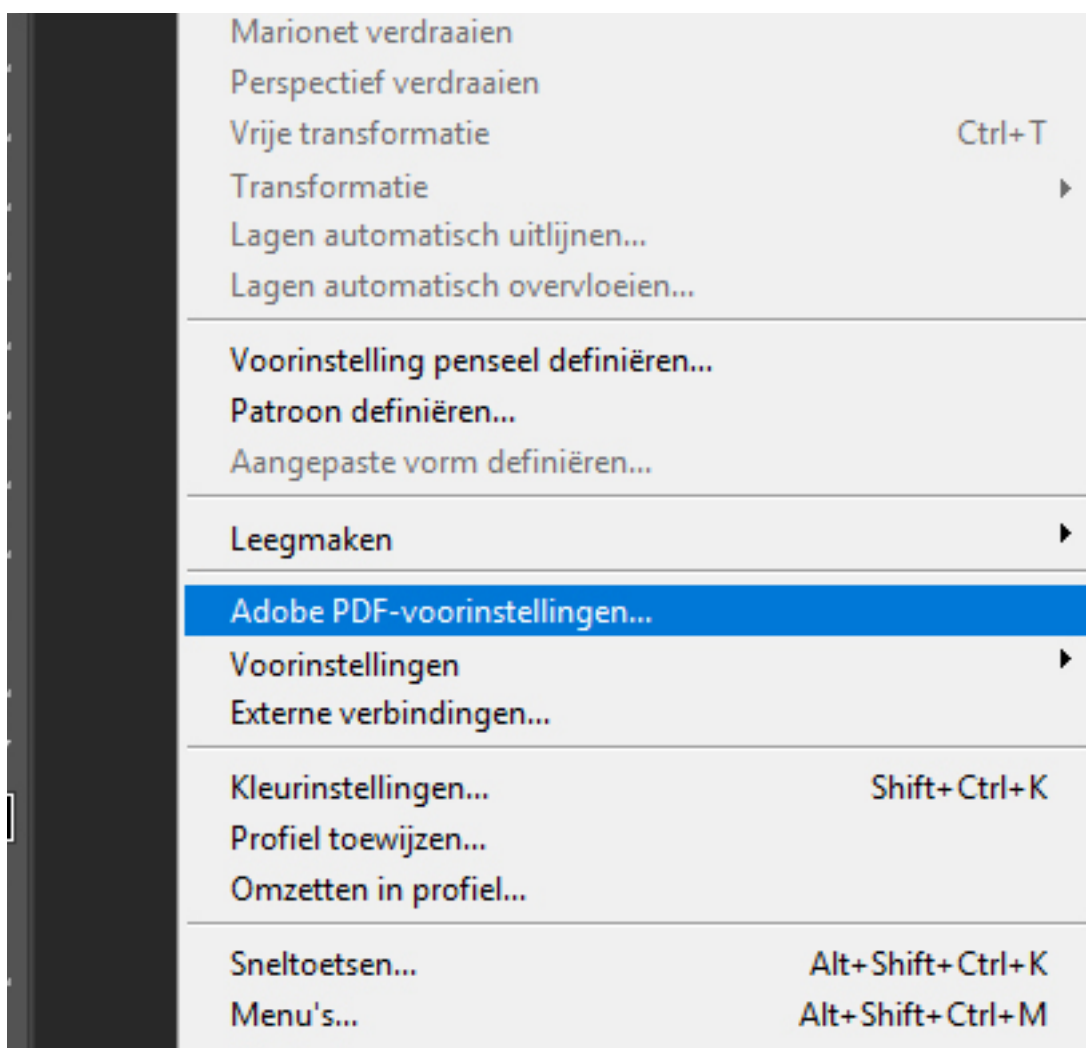 Marionet verdraaien
Perspectief verdraaien
Vrije transformatie Ctrl+T
Transformatie
Lagen automatisch uitlijnen...
Lagen automatisch overvloeien...
Voorinstelling penseel definiëren...
Patroon definiëren...
Aangepaste vorm definiëren...
Leegmaken
Adobe PDF-voorinstellingen...
Voorinstellingen
Externe verbindingen...
Kleurinstellingen... Shift+Ctrl+K
Profiel toewijzen...
Omzetten in profiel...
Sneltoetsen... Alt+Shift+Ctrl+K
Menu's... Alt+Shift+Ctrl+M